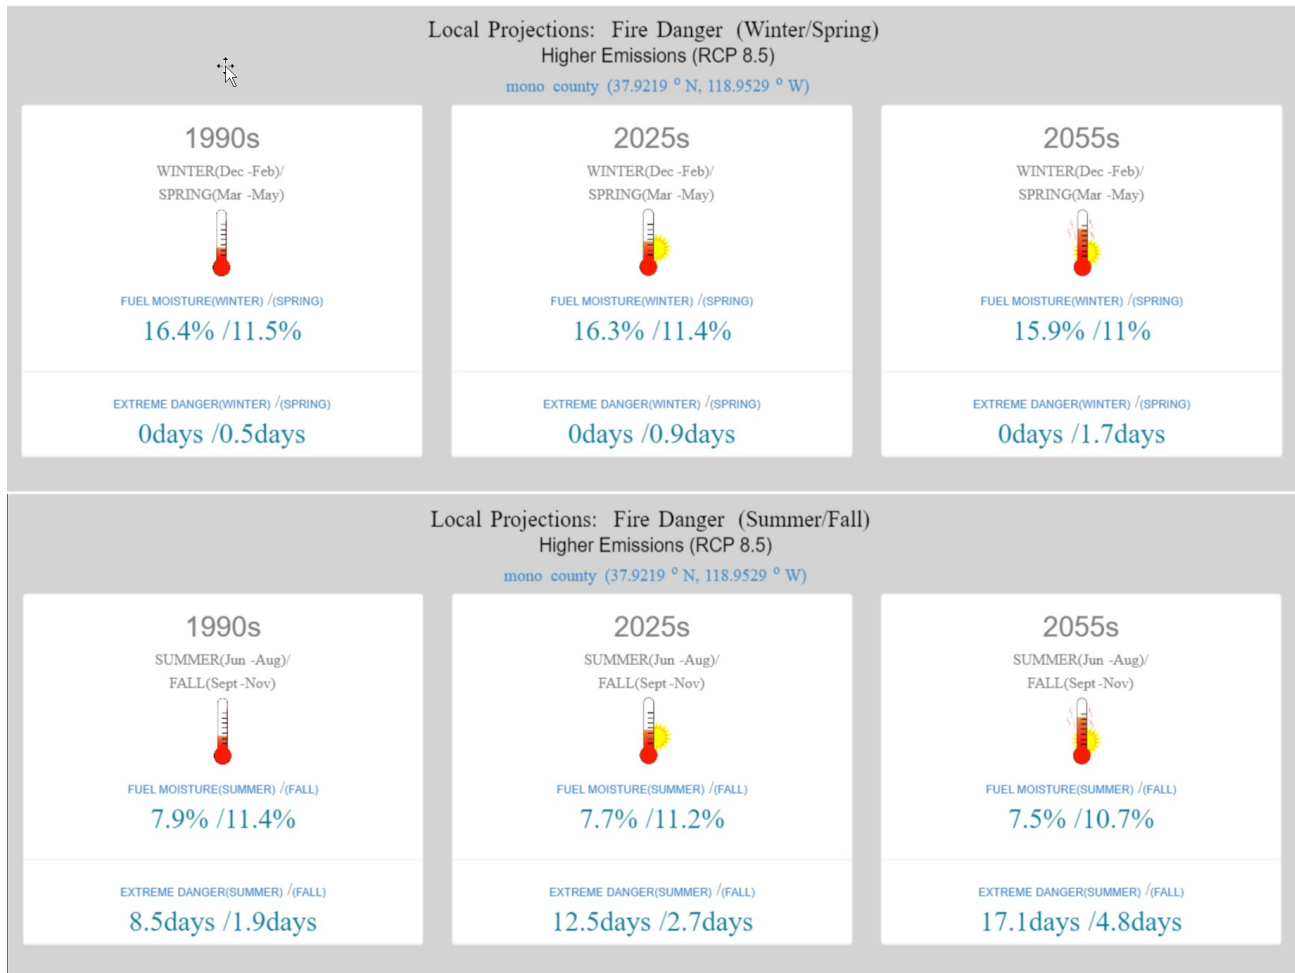 Local Projections: Fire Danger (Winter/Spring)
Higher Emissions (RCP 8.5)
mono county (37.9219 ° N, 118.9529 ° W)
1990s
WINTER(Dec -Feb)/
SPRING(Mar -May)
FUEL MOISTURE(WINTER) /(SPRING)
16.4% /11.5%
EXTREME DANGER(WINTER) /(SPRING)
0days /0.5days
2025s
WINTER(Dec -Feb)/
SPRING(Mar -May)
FUEL MOISTURE(WINTER) /(SPRING)
16.3% /11.4%
EXTREME DANGER(WINTER) /(SPRING)
0days /0.9days
2055s
WINTER(Dec -Feb)/
SPRING(Mar -May)
FUEL MOISTURE(WINTER) /(SPRING)
15.9% /11%
EXTREME DANGER(WINTER) /(SPRING)
0days /1.7days
Local Projections: Fire Danger (Summer/Fall)
Higher Emissions (RCP 8.5)
mono county (37.9219 ° N, 118.9529 ° W)
1990s
SUMMER(Jun -Aug)/
FALL(Sept -Nov)
FUEL MOISTURE(SUMMER) /(FALL)
7.9% /11.4%
EXTREME DANGER(SUMMER) /(FALL)
8.5days /1.9days
2025s
SUMMER(Jun -Aug)/
FALL(Sept -Nov)
FUEL MOISTURE(SUMMER) /(FALL)
7.7% /11.2%
EXTREME DANGER(SUMMER) /(FALL)
12.5days /2.7days
2055s
SUMMER(Jun -Aug)/
FALL(Sept -Nov)
FUEL MOISTURE(SUMMER) /(FALL)
7.5% /10.7%
EXTREME DANGER(SUMMER) /(FALL)
17.1days /4.8days